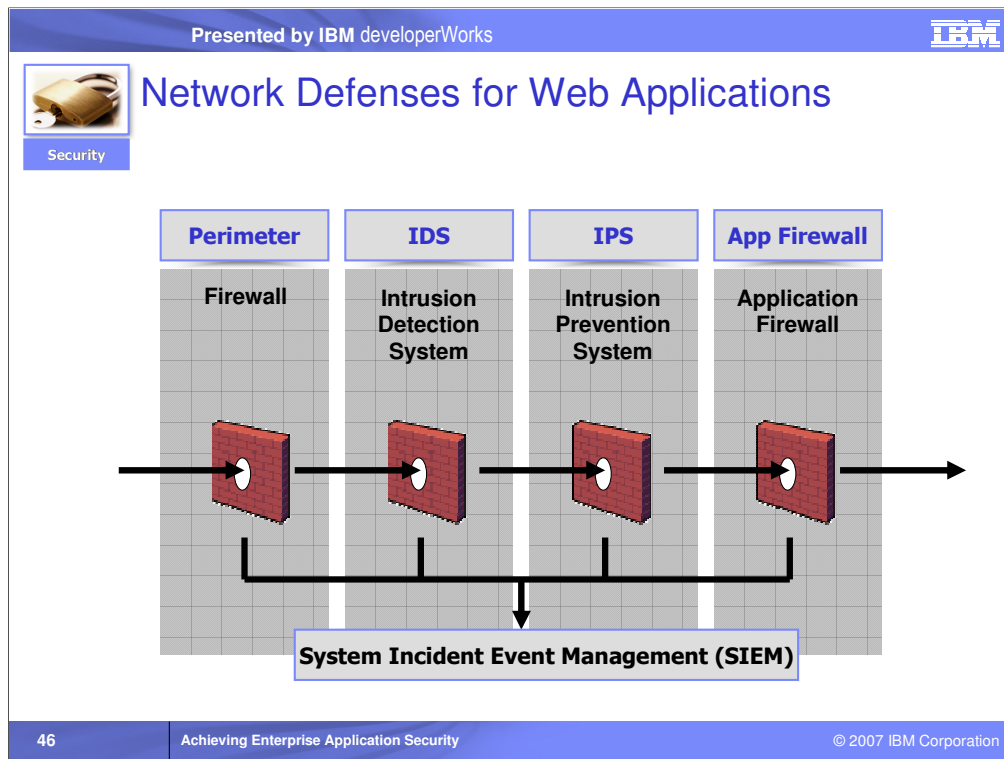 Presented by IBM developerWorks
IBM
Network Defenses for Web Applications
Security
Perimeter
IDS
IPS
App Firewall
Firewall
Intrusion
Detection
System
Intrusion
Prevention
System
Application
Firewall
System Incident Event Management (SIEM)
46
Achieving Enterprise Application Security
© 2007 IBM Corporation